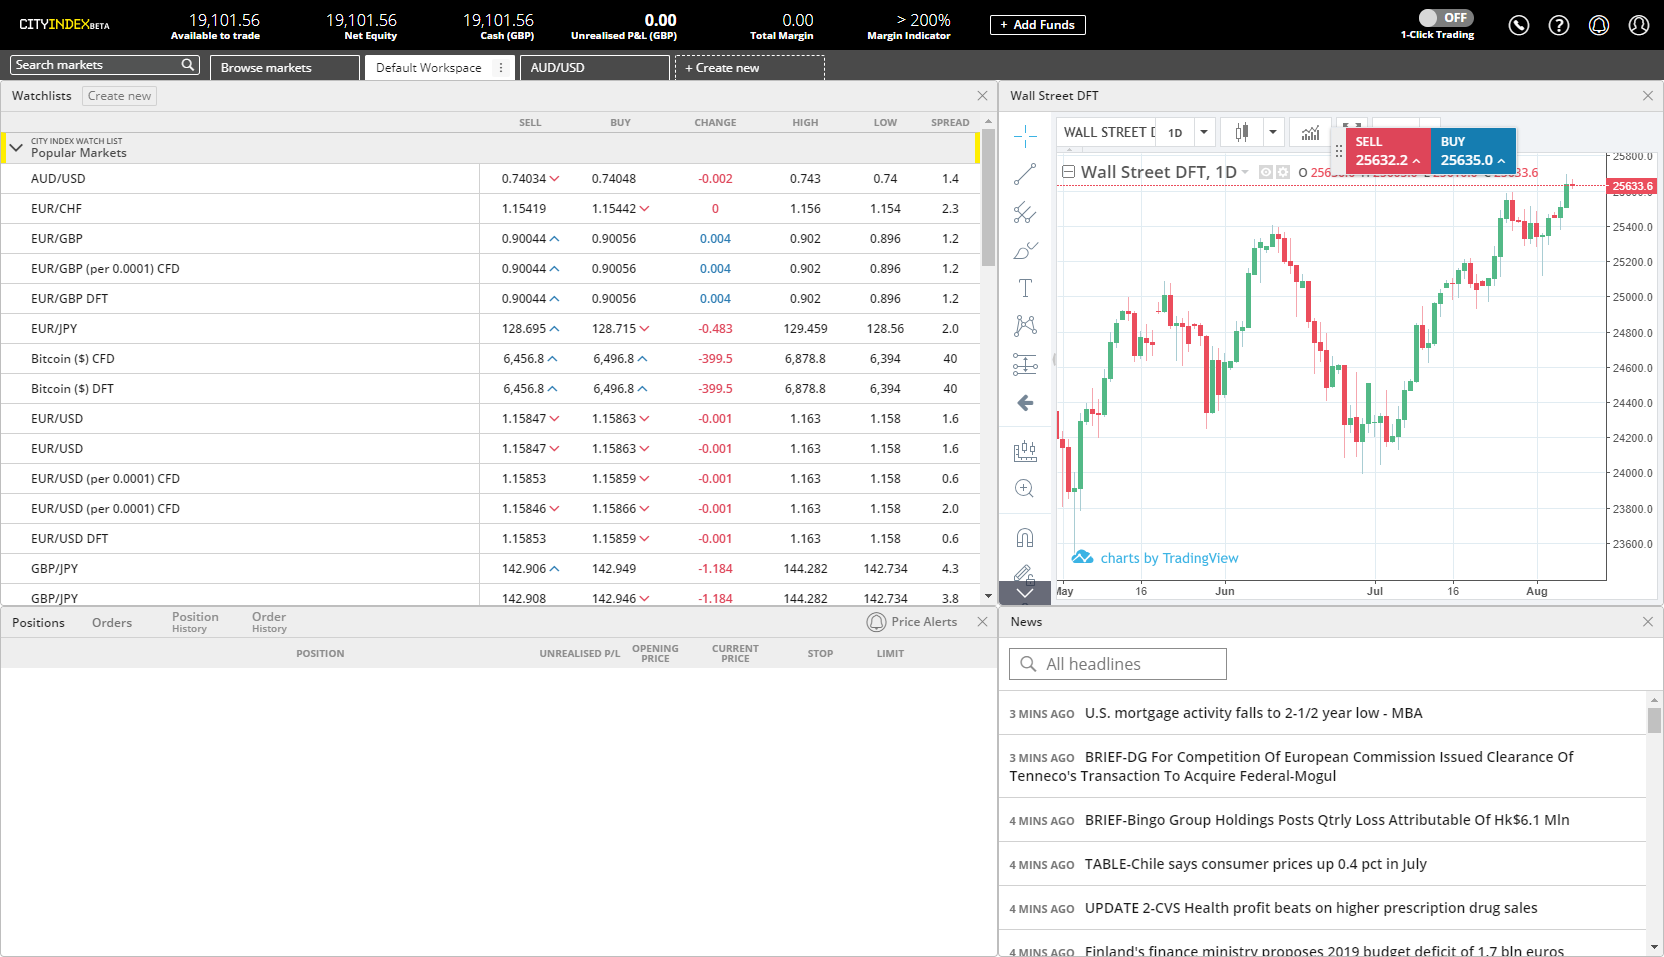 CITYINDEXBETA
19,101.56
Available to trade
19,101.56
Net Equity
19,101.56
Cash (GBP)
0.00
Unrealised P&L (GBP)
0.00
Total Margin
> 200%
Margin Indicator
+ Add Funds
OFF
1-Click Trading
Search markets
Browse markets
Default Workspace
AUD/USD
+ Create new
Watchlists Create new
SELL BUY CHANGE HIGH LOW SPREAD
CITY INDEX WATCH LIST
Popular Markets
AUD/USD 0.74034 0.74048 -0.002 0.743 0.74 1.4
EUR/CHF 1.15419 1.15442 0 1.156 1.154 2.3
EUR/GBP 0.90044 0.90056 0.004 0.902 0.896 1.2
EUR/GBP (per 0.0001) CFD 0.90044 0.90056 0.004 0.902 0.896 1.2
EUR/GBP DFT 0.90044 0.90056 0.004 0.902 0.896 1.2
EUR/JPY 128.695 128.715 -0.483 129.459 128.56 2.0
Bitcoin ($) CFD 6,456.8 6,496.8 -399.5 6,878.8 6,394 40
Bitcoin ($) DFT 6,456.8 6,496.8 -399.5 6,878.8 6,394 40
EUR/USD 1.15847 1.15863 -0.001 1.163 1.158 1.6
EUR/USD 1.15847 1.15863 -0.001 1.163 1.158 1.6
EUR/USD (per 0.0001) CFD 1.15853 1.15859 -0.001 1.163 1.158 0.6
EUR/USD (per 0.0001) CFD 1.15846 1.15866 -0.001 1.163 1.158 2.0
EUR/USD DFT 1.15853 1.15859 -0.001 1.163 1.158 0.6
GBP/JPY 142.906 142.949 -1.184 144.282 142.734 4.3
GBP/JPY 142.908 142.946 -1.184 144.282 142.734 3.8
Wall Street DFT
WALL STREET D 1D
SELL
25632.2
BUY
25635.0
Wall Street DFT, 1D
O
25800.0
25633.6
25400.0
25200.0
25000.0
24800.0
24600.0
24400.0
24200.0
24000.0
23800.0
23600.0
charts by TradingView
May 16 Jun Jul 16 Aug
Positions Orders Position History Order History Price Alerts
POSITION UNREALISED P/L OPENING PRICE CURRENT PRICE STOP LIMIT
News
All headlines
3 MINS AGO U.S. mortgage activity falls to 2-1/2 year low - MBA
3 MINS AGO BRIEF-DG For Competition Of European Commission Issued Clearance Of
Tenneco's Transaction To Acquire Federal-Mogul
4 MINS AGO BRIEF-Bingo Group Holdings Posts Qtrly Loss Attributable Of Hk$6.1 Mln
4 MINS AGO TABLE-Chile says consumer prices up 0.4 pct in July
4 MINS AGO UPDATE 2-CVS Health profit beats on higher prescription drug sales
4 MINS AGO Finland's finance ministry proposes 2019 budget deficit of 1.7 bln euros